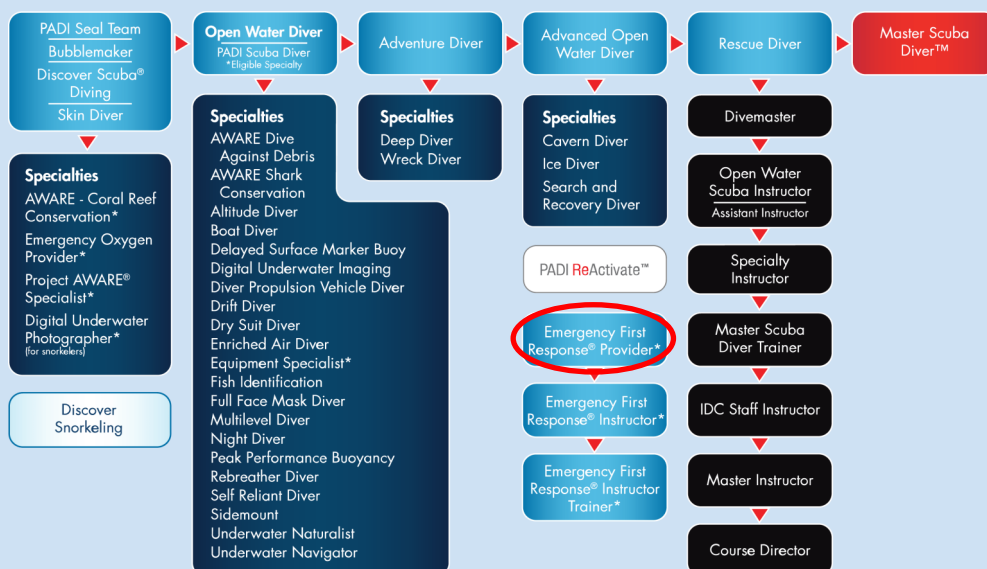 PADI Seal Team
Bubblemaker
Discover Scuba®
Diving
Skin Diver
Open Water Diver
PADI Scuba Diver
*Eligible Specialty
Adventure Diver
Advanced Open
Water Diver
Rescue Diver
Master Scuba
Diver™
Specialties
AWARE - Coral Reef
Conservation*
Emergency Oxygen
Provider*
Project AWARE®
Specialist*
Digital Underwater
Photographer*
(for snorkelers)
Discover
Snorkeling
Specialties
AWARE Dive
Against Debris
AWARE Shark
Conservation
Altitude Diver
Boat Diver
Delayed Surface Marker Buoy
Digital Underwater Imaging
Diver Propulsion Vehicle Diver
Drift Diver
Dry Suit Diver
Enriched Air Diver
Equipment Specialist*
Fish Identification
Full Face Mask Diver
Multilevel Diver
Night Diver
Peak Performance Buoyancy
Rebreather Diver
Self Reliant Diver
Sidemount
Underwater Naturalist
Underwater Navigator
Specialties
Deep Diver
Wreck Diver
Specialties
Cavern Diver
Ice Diver
Search and
Recovery Diver
PADI ReActivate™
Emergency First
Response® Provider*
Emergency First
Response® Instructor*
Emergency First
Response® Instructor
Trainer*
Divemaster
Open Water
Scuba Instructor
Assistant Instructor
Specialty
Instructor
Master Scuba
Diver Trainer
IDC Staff Instructor
Master Instructor
Course Director